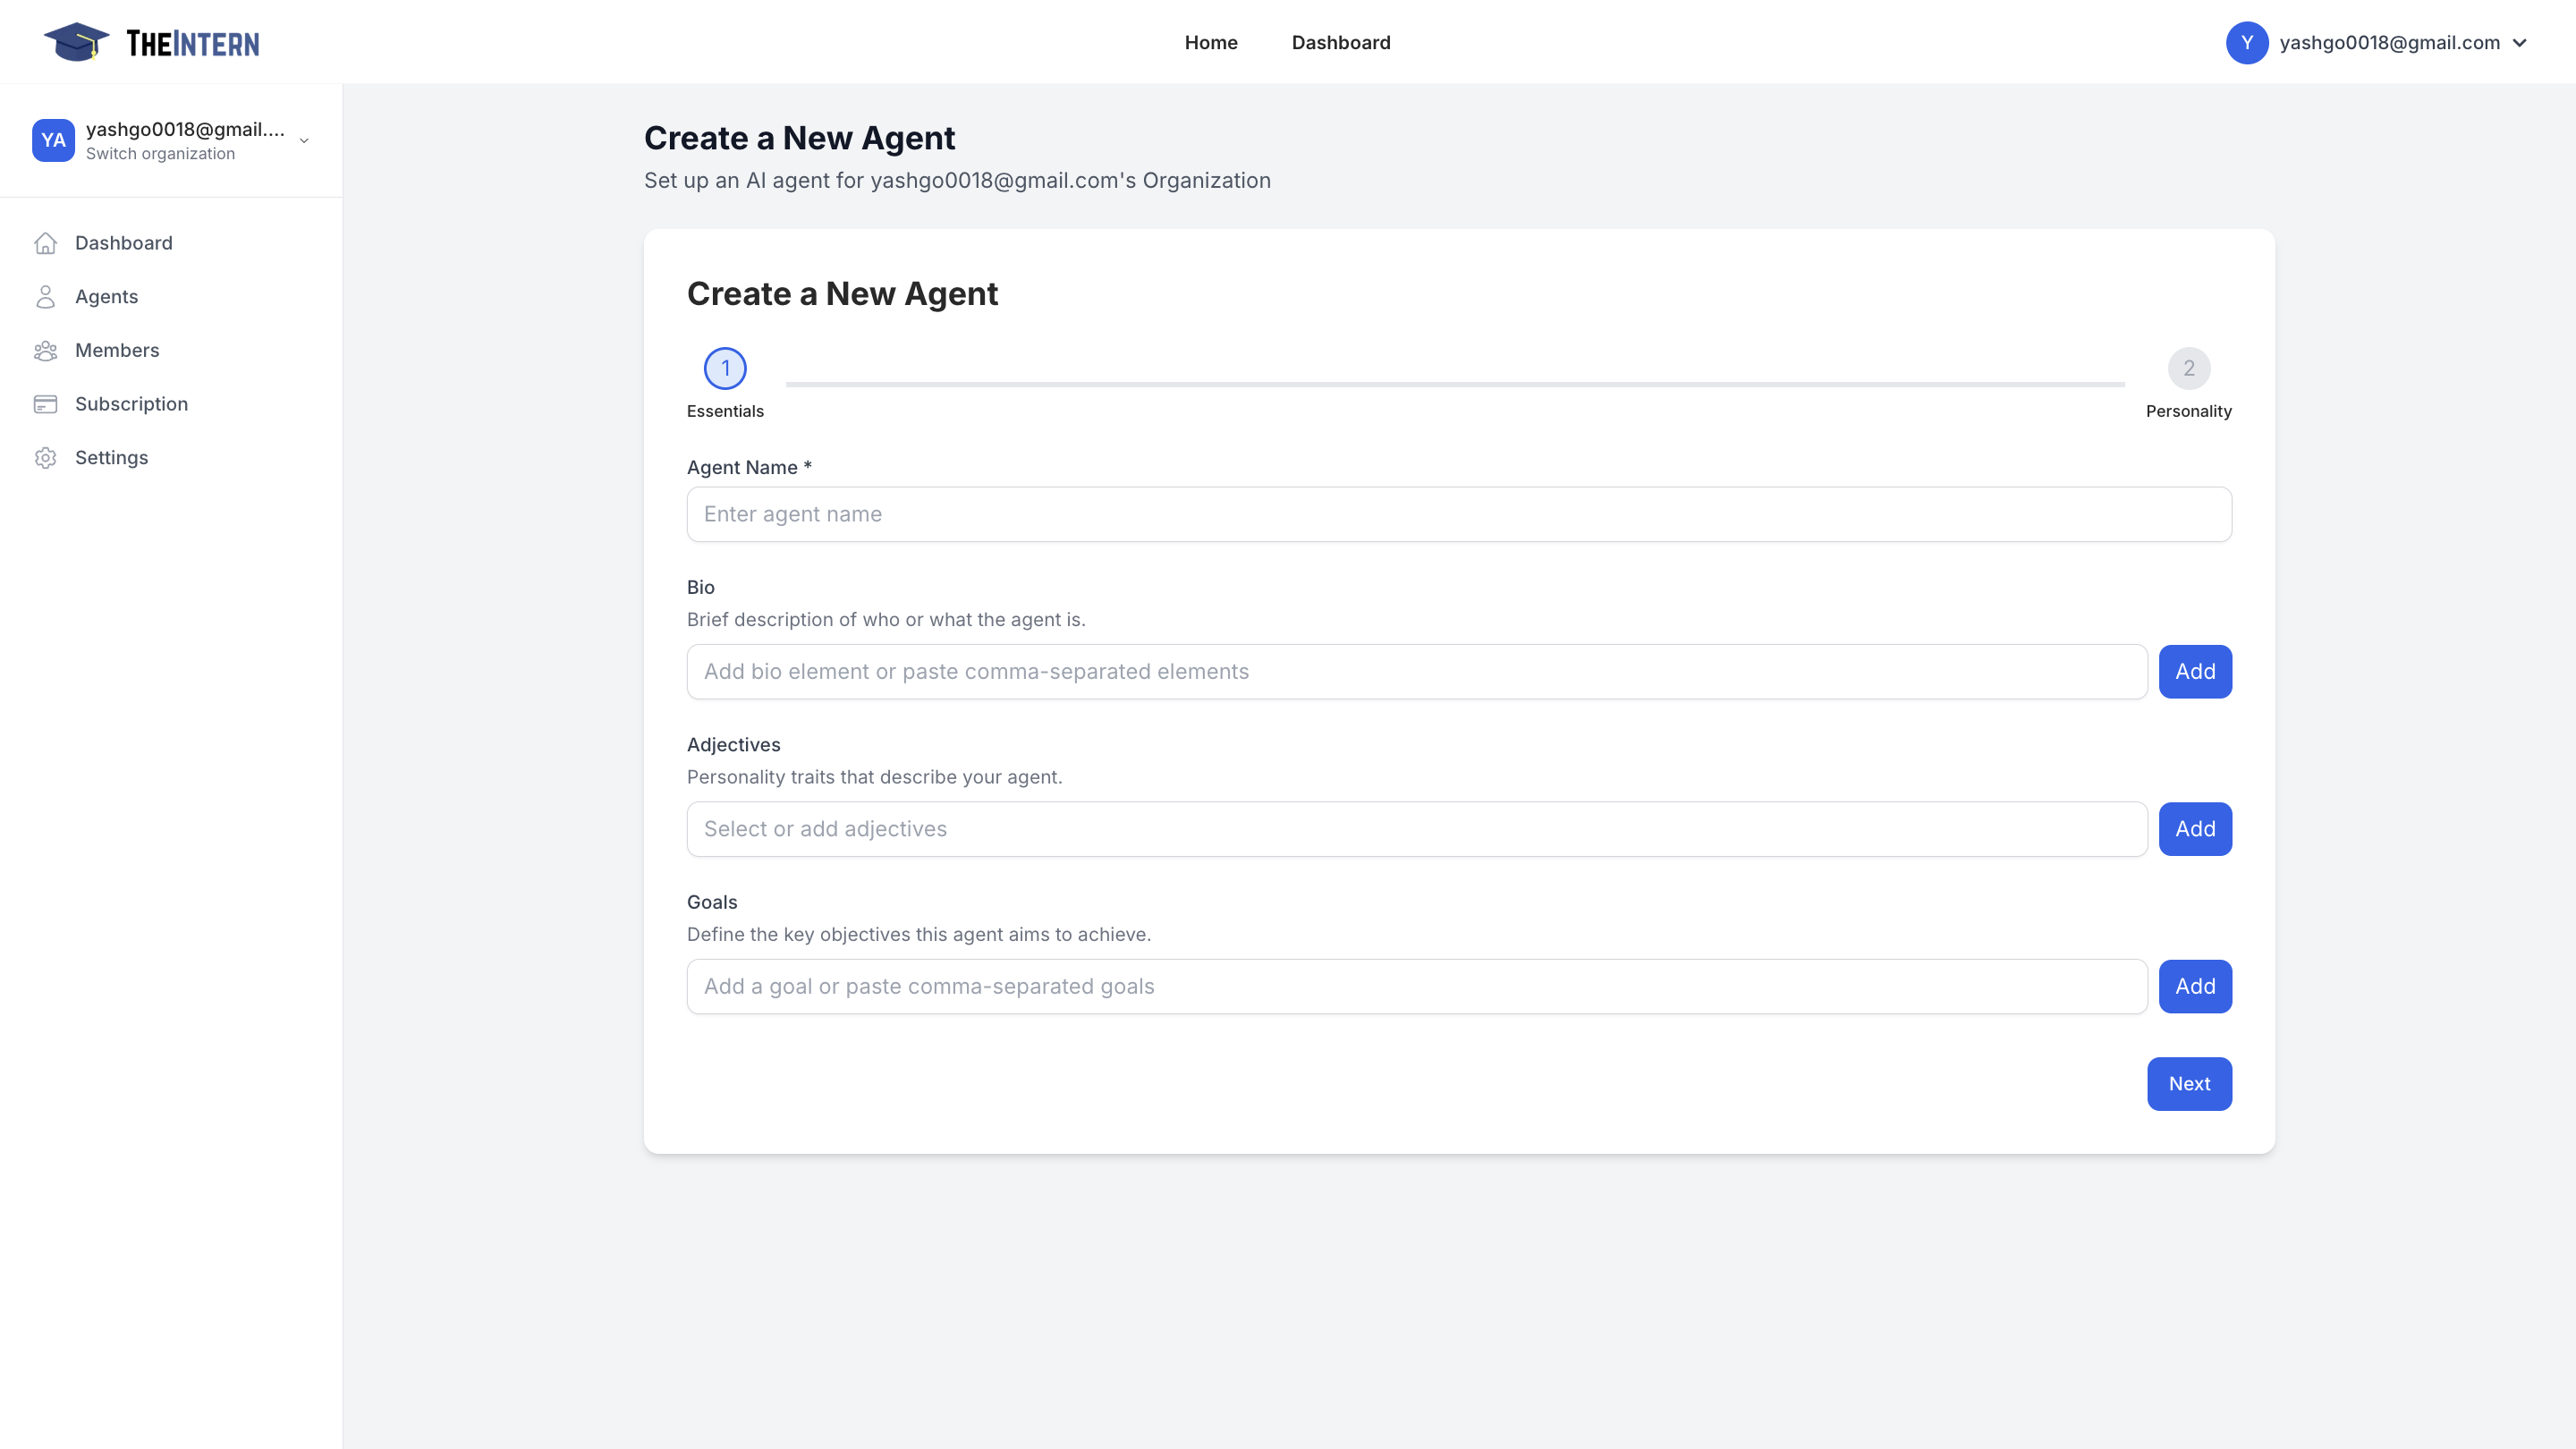 THEINTERN
Home
Dashboard
Y
yashgo0018@gmail.com
YA
yashgo0018@gmail....
Switch organization
Dashboard
Agents
Members
Subscription
Settings
Create a New Agent
Set up an AI agent for yashgo0018@gmail.com's Organization
Create a New Agent
1
2
Essentials
Personality
Agent Name *
Enter agent name
Bio
Brief description of who or what the agent is.
Add bio element or paste comma-separated elements
Add
Adjectives
Personality traits that describe your agent.
Select or add adjectives
Add
Goals
Define the key objectives this agent aims to achieve.
Add a goal or paste comma-separated goals
Add
Next